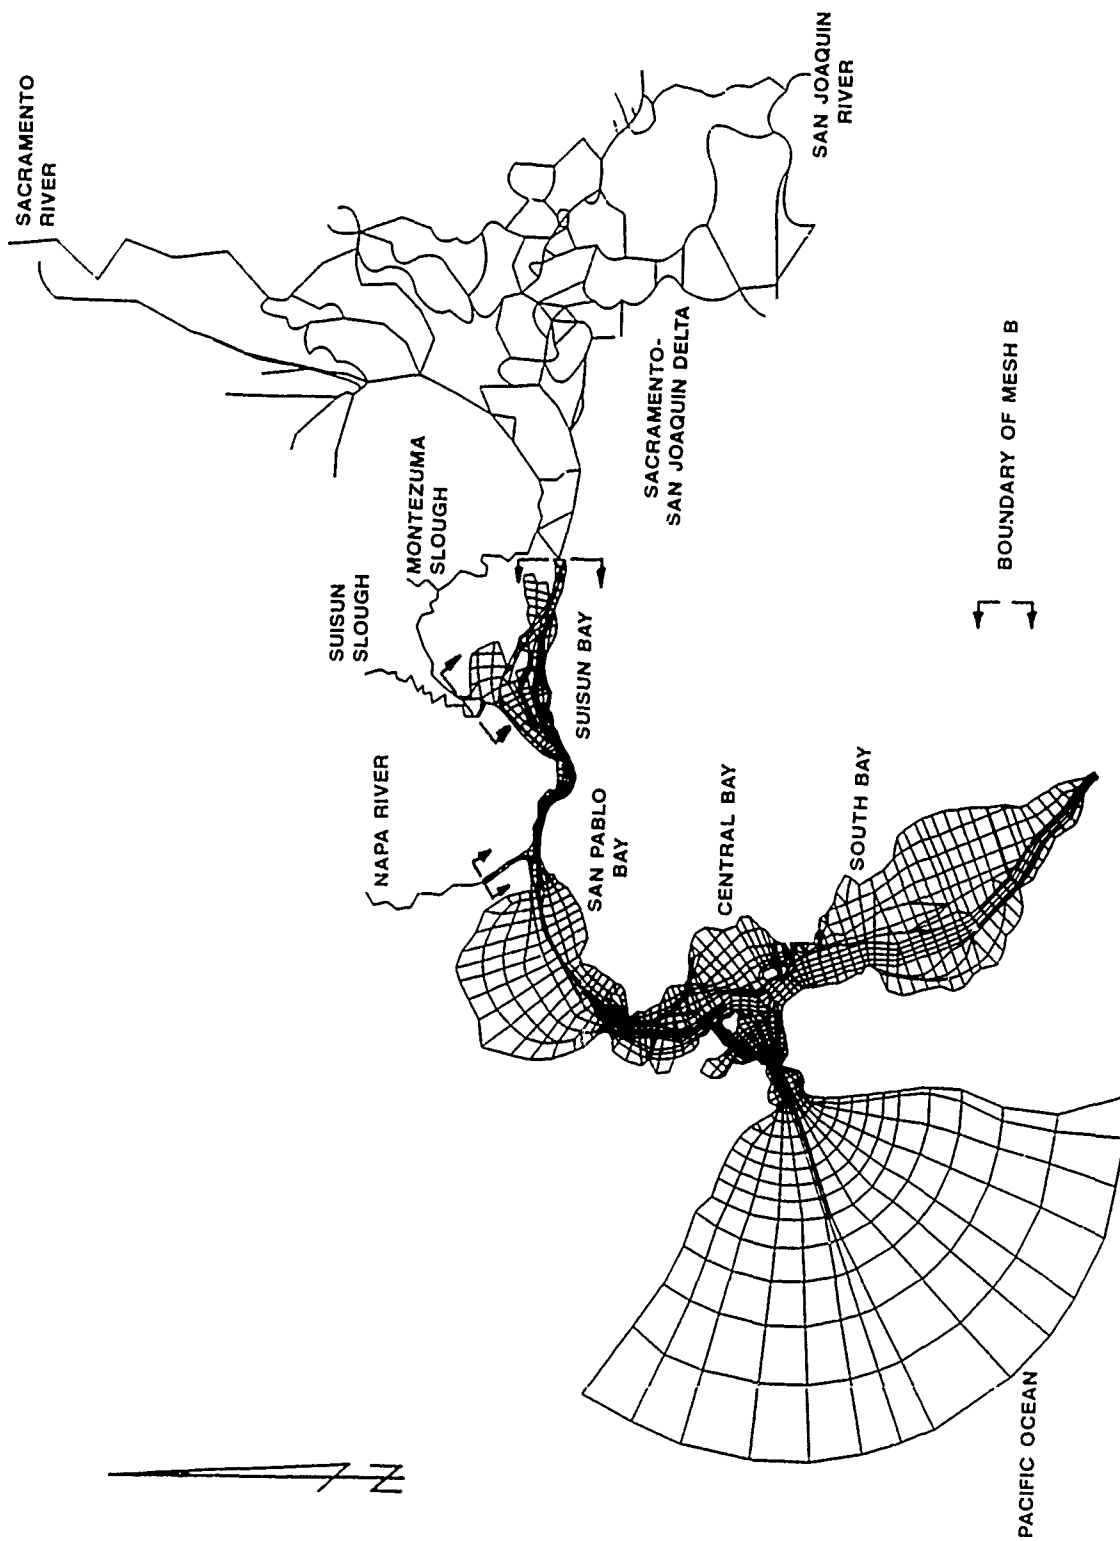 SACRAMENTO
RIVER
SAN JOAQUIN
RIVER
MONTEZUMA
SLOUGH
SUISUN
SLOUGH
SACRAMENTO-
SAN JOAQUIN DELTA
NAPA RIVER
SUISUN BAY
SAN PABLO
BAY
CENTRAL BAY
SOUTH BAY
BOUNDARY OF MESH B
PACIFIC OCEAN
N